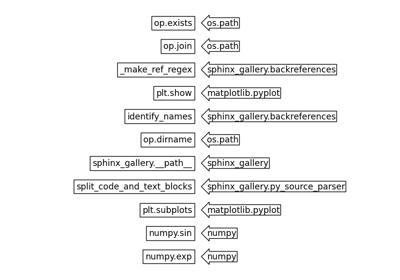 op.exists os.path
op.join os.path
_make_ref_regex sphinx_gallery.backreferences
plt.show matplotlib.pyplot
identify_names sphinx_gallery.backreferences
op.dirname os.path
sphinx_gallery.__path__ sphinx_gallery
split_code_and_text_blocks sphinx_gallery.py_source_parser
plt.subplots matplotlib.pyplot
numpy.sin numpy
numpy.exp numpy